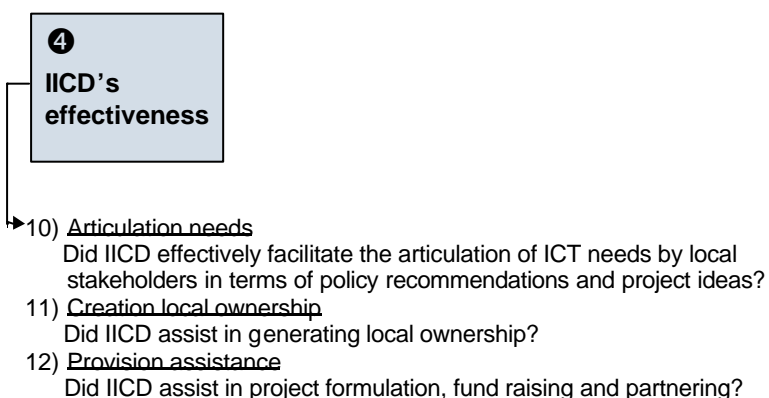 ❹
IICD's
effectiveness
10) Articulation needs
Did IICD effectively facilitate the articulation of ICT needs by local
stakeholders in terms of policy recommendations and project ideas?
11) Creation local ownership
Did IICD assist in generating local ownership?
12) Provision assistance
Did IICD assist in project formulation, fund raising and partnering?